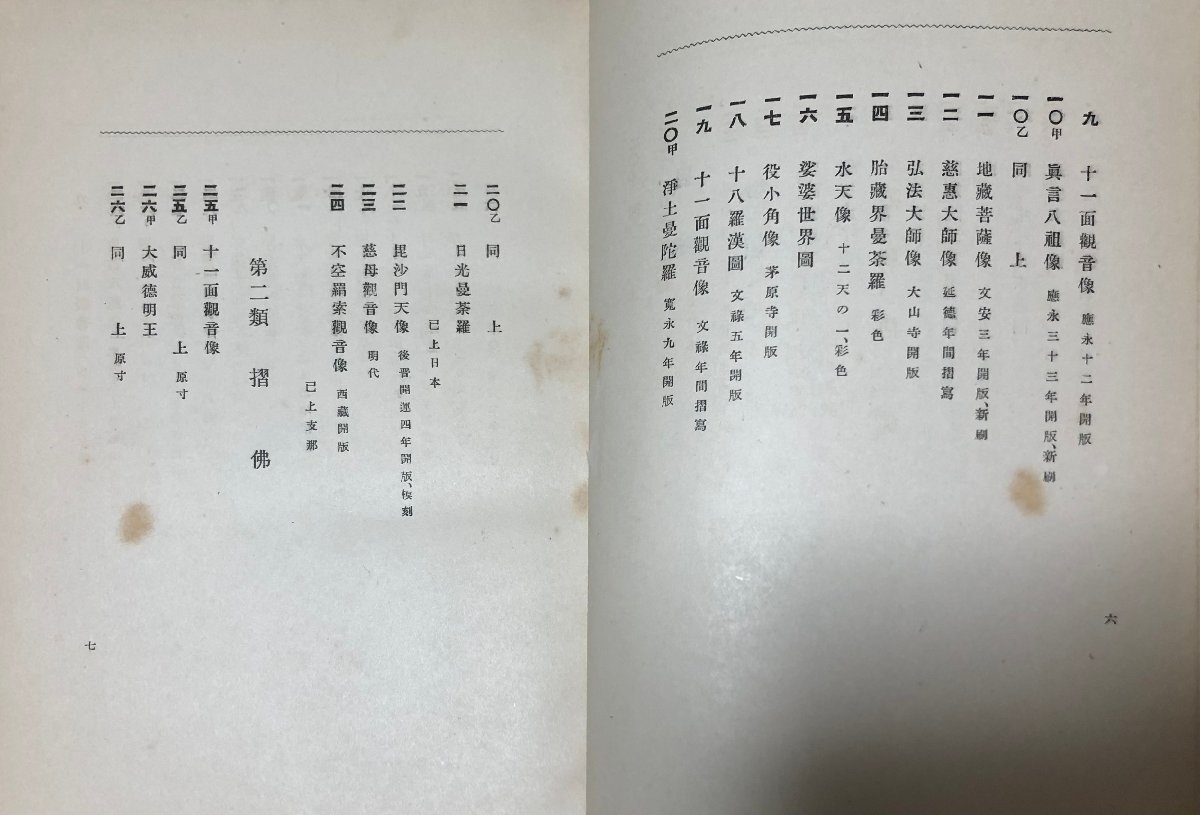 九 十一面觀音像 應永十二年開版
一〇甲 眞言八祖像 應永三十三年開版、新刷
一〇乙 同 上
一一 地藏菩薩像 文安三年開版、新刷
一二 慈惠大師像 延德年間摺寫
一三 弘法大師像 大山寺開版
一四 胎藏界曼荼羅 彩色
一五 水天像 十二天の一、彩色
一六 娑婆世界圖
一七 役小角像 茅原寺開版
一八 十八羅漢圖 文祿五年開版
一九 十一面觀音像 文祿年間摺寫
二〇甲 淨土曼陀羅 寬永九年開版
六
二〇乙 同 上
二一 日光曼荼羅
已上日本
二二 毘沙門天像 後晋開運四年開版、模刻
二三 慈母觀音像 明代
二四 不空羂索觀音像 西藏開版
已上支那
第二類 摺佛
二五甲 十一面觀音像
二五乙 同 上 原寸
二六甲 大威德明王
二六乙 同 上 原寸
七